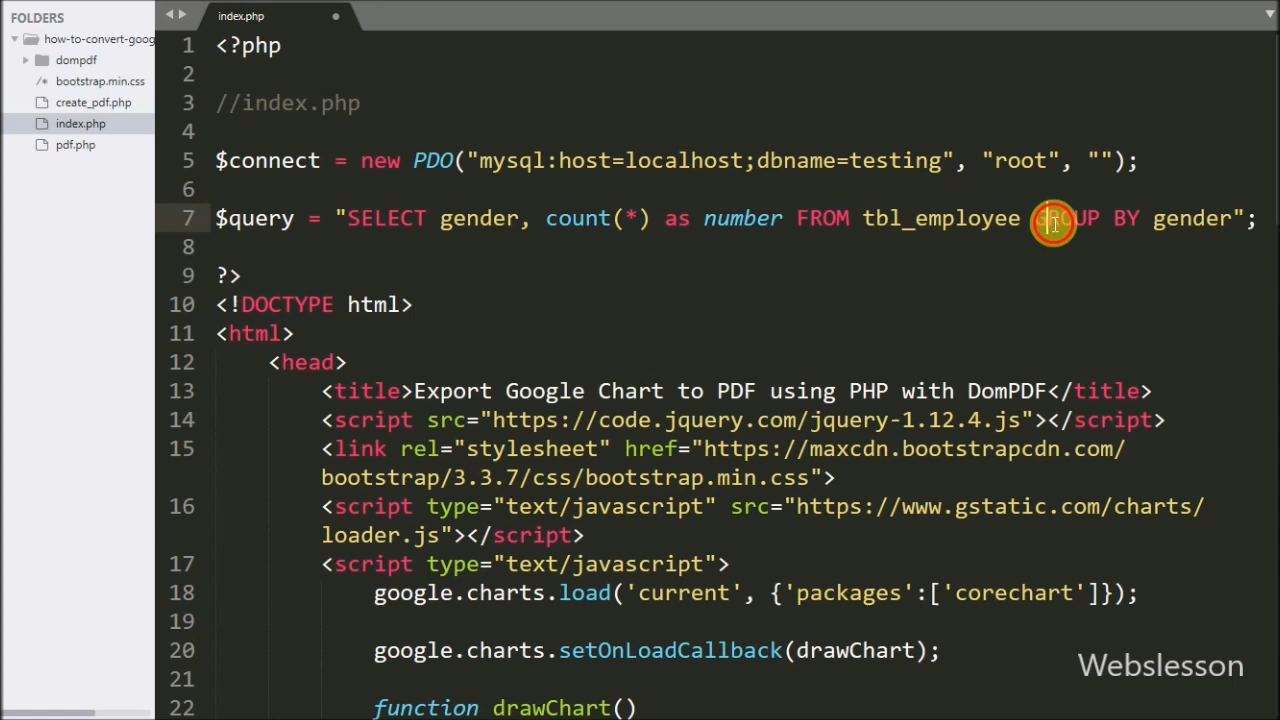 FOLDERS
how-to-convert-goog
dompdf
/* bootstrap.min.css
create_pdf.php
index.php
pdf.php
index.php
1 <?php
2
3 //index.php
4
5 $connect = new PDO("mysql:host=localhost;dbname=testing", "root", "");
6
7 $query = "SELECT gender, count(*) as number FROM tbl_employee GROUP BY gender";
8
9 ?>
10 <!DOCTYPE html>
11 <html>
12 <head>
13 <title>Export Google Chart to PDF using PHP with DomPDF</title>
14 <script src="https://code.jquery.com/jquery-1.12.4.js"></script>
15 <link rel="stylesheet" href="https://maxcdn.bootstrapcdn.com/
bootstrap/3.3.7/css/bootstrap.min.css">
16 <script type="text/javascript" src="https://www.gstatic.com/charts/
loader.js"></script>
17 <script type="text/javascript">
18 google.charts.load('current', {'packages':['corechart']});
19
20 google.charts.setOnLoadCallback(drawChart);
21
22 function drawChart()
Webslesson